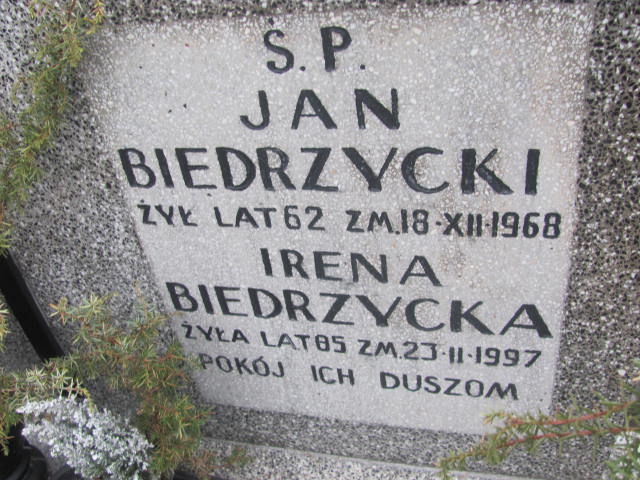 S.P.
JAN
BIEDRZYCKI
ŻYŁ LAT 62 ZM.18·XII·1968
IRENA
BIEDRZYCKA
ŻYŁA LAT 85 ZM.23·II·1997
POKÓJ ICH DUSZOM